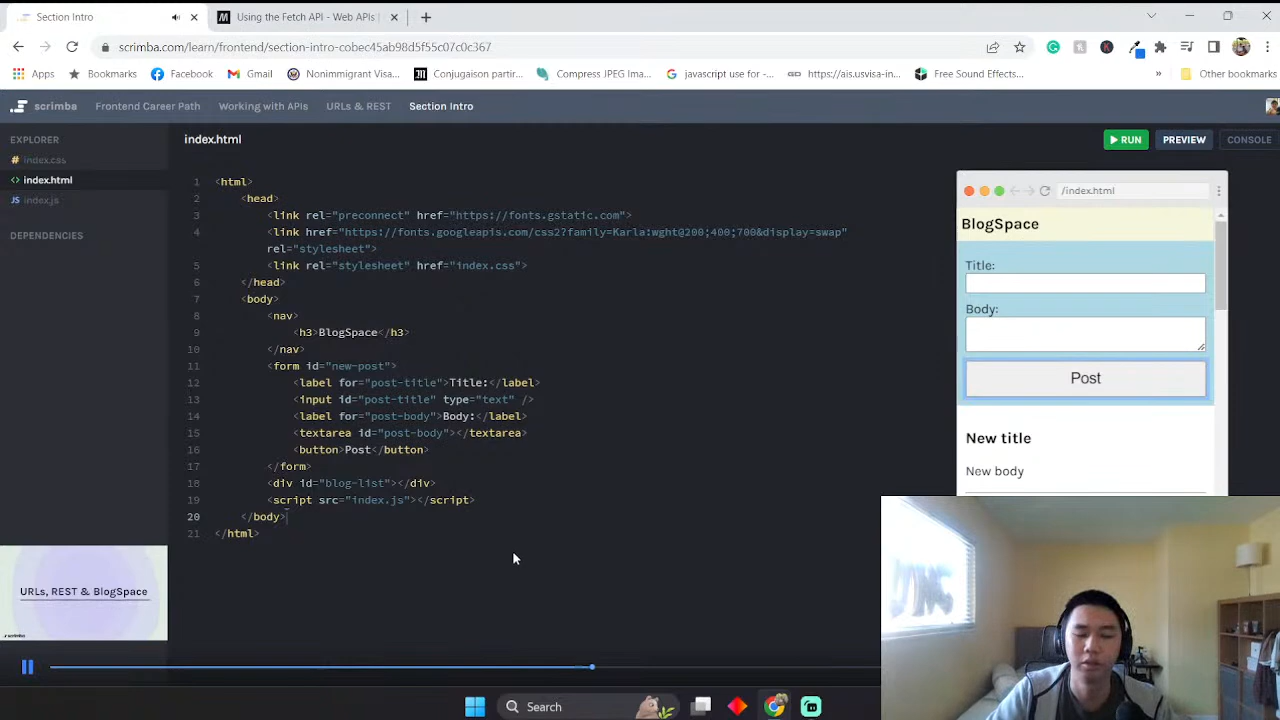 Section Intro
Using the Fetch API - Web APIs |
scrimba.com/learn/frontend/section-intro-cobec45ab98d5f55c07c0c367
Apps Bookmarks Facebook Gmail Nonimmigrant Visa... Conjugaison partir... Compress JPEG Imag... javascript use for -... https://ais.usvisa-in... Free Sound Effects... » Other bookmarks
scrimba Frontend Career Path Working with APIs URLs & REST Section Intro
EXPLORER
index.css
index.html
index.js
DEPENDENCIES
index.html
RUN PREVIEW CONSOLE
1 <html>
2 <head>
3 <link rel="preconnect" href="https://fonts.gstatic.com">
4 <link href="https://fonts.googleapis.com/css2?family=Karla:wght@200;400;700&display=swap"
rel="stylesheet">
5 <link rel="stylesheet" href="index.css">
6 </head>
7 <body>
8 <nav>
9 <h3>BlogSpace</h3>
10 </nav>
11 <form id="new-post">
12 <label for="post-title">Title:</label>
13 <input id="post-title" type="text" />
14 <label for="post-body">Body:</label>
15 <textarea id="post-body"></textarea>
16 <button>Post</button>
17 </form>
18 <div id="blog-list"></div>
19 <script src="index.js"></script>
20 </body>
21 </html>
/index.html
BlogSpace
Title:
Body:
Post
New title
New body
URLs, REST & BlogSpace
Search